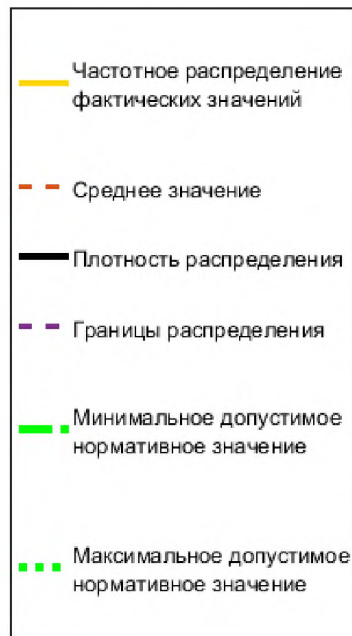 Частотное распределение
фактических значений
Среднее значение
Плотность распределения
Границы распределения
Минимальное допустимое
нормативное значение
Максимальное допустимое
нормативное значение